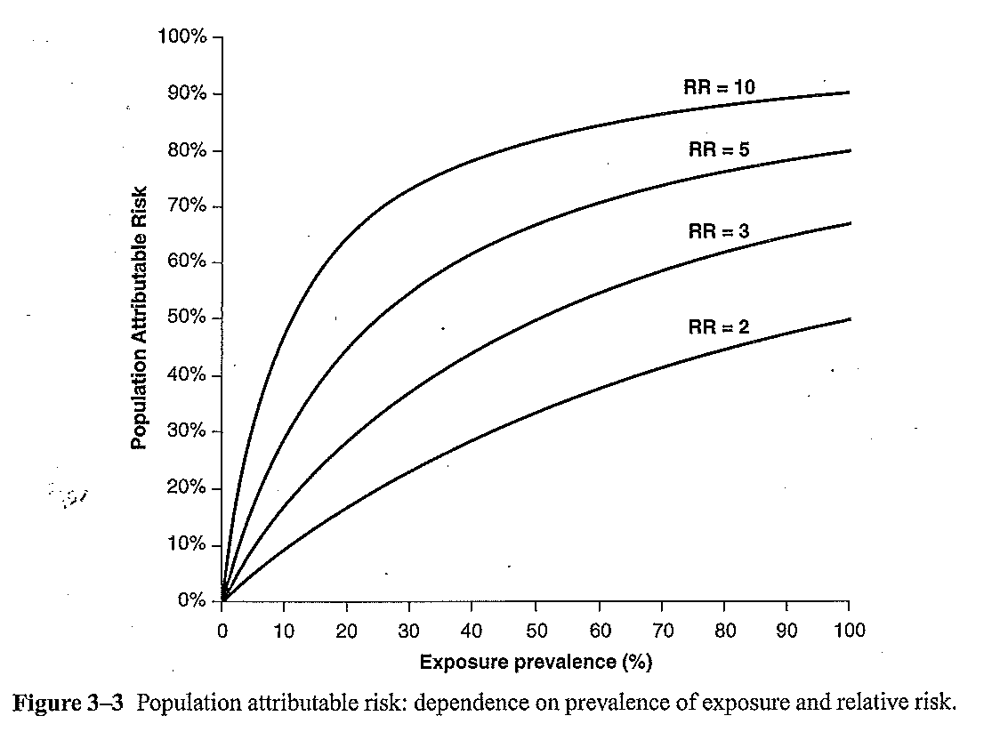 100%
90%
80%
70%
60%
50%
40%
30%
20%
10%
0%
Population Attributable Risk
RR = 10
RR = 5
RR = 3
RR = 2
0 10 20 30 40 50 60 70 80 90 100
Exposure prevalence (%)
Figure 3–3 Population attributable risk: dependence on prevalence of exposure and relative risk.